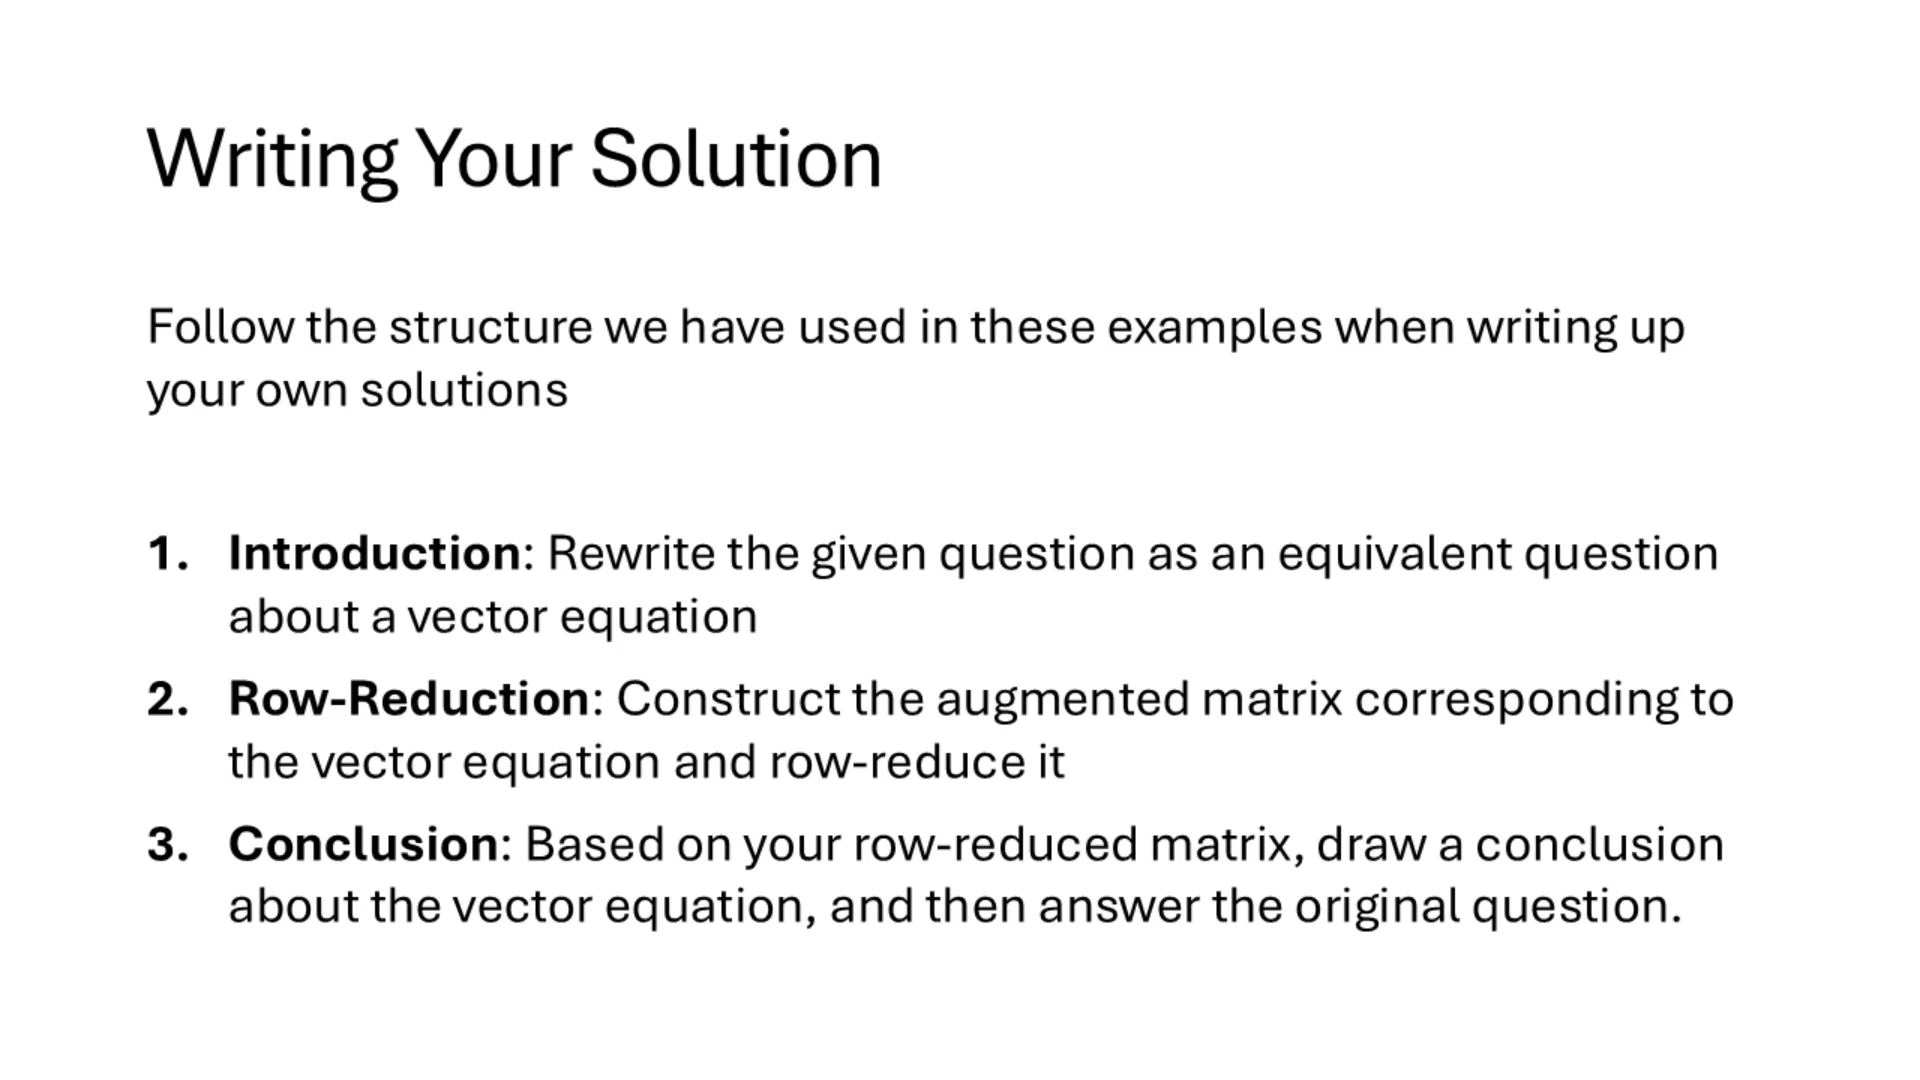 Writing Your Solution
Follow the structure we have used in these examples when writing up
your own solutions
1. Introduction: Rewrite the given question as an equivalent question
about a vector equation
2. Row-Reduction: Construct the augmented matrix corresponding to
the vector equation and row-reduce it
3. Conclusion: Based on your row-reduced matrix, draw a conclusion
about the vector equation, and then answer the original question.